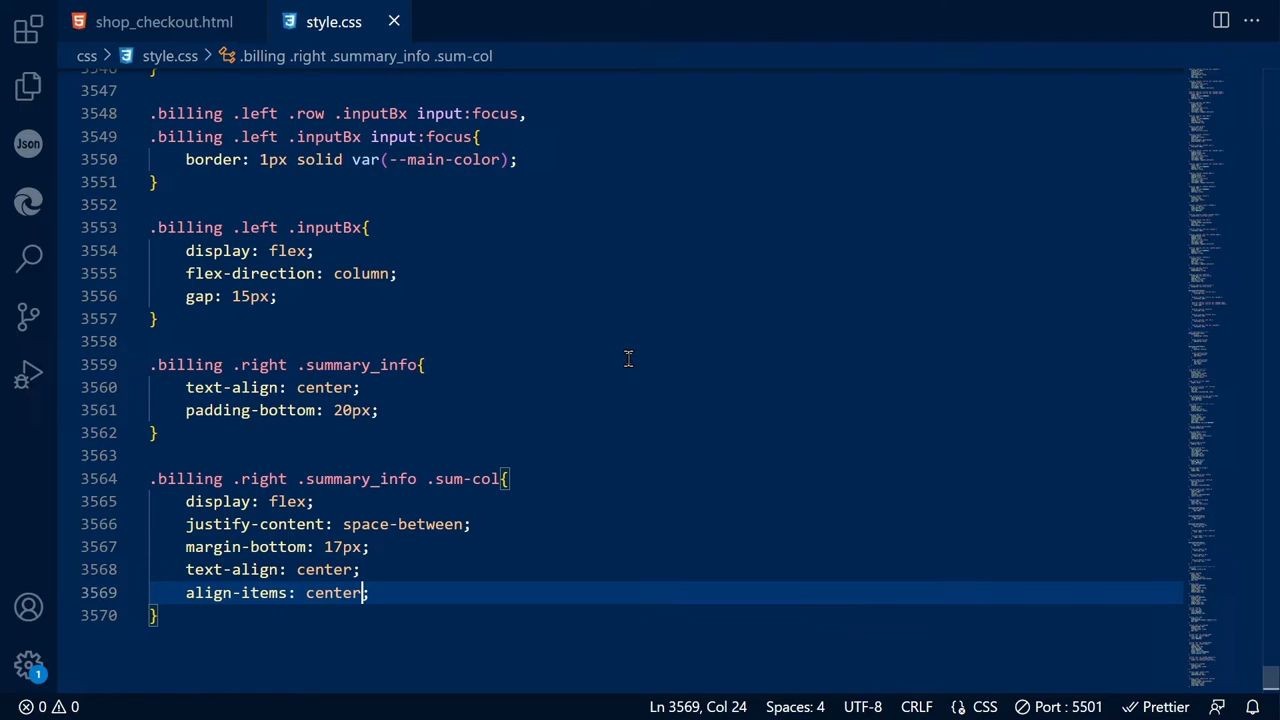 shop_checkout.html
style.css
css > style.css > .billing .right .summary_info .sum-col
3546 }
3547
3548 .billing .left .row .inputBx input:focus,
3549 .billing .left .inputBx input:focus{
3550 border: 1px solid var(--main-color);
3551 }
3552
3553 .billing .left .inputBx{
3554 display: flex;
3555 flex-direction: column;
3556 gap: 15px;
3557 }
3558
3559 .billing .right .summary_info{
3560 text-align: center;
3561 padding-bottom: 20px;
3562 }
3563
3564 .billing .right .summary_info .sum-col{
3565 display: flex;
3566 justify-content: space-between;
3567 margin-bottom: 17px;
3568 text-align: center;
3569 align-items: center;
3570 }
Json
1
0 0
Ln 3569, Col 24
Spaces: 4
UTF-8
CRLF
{} CSS
Port : 5501
Prettier